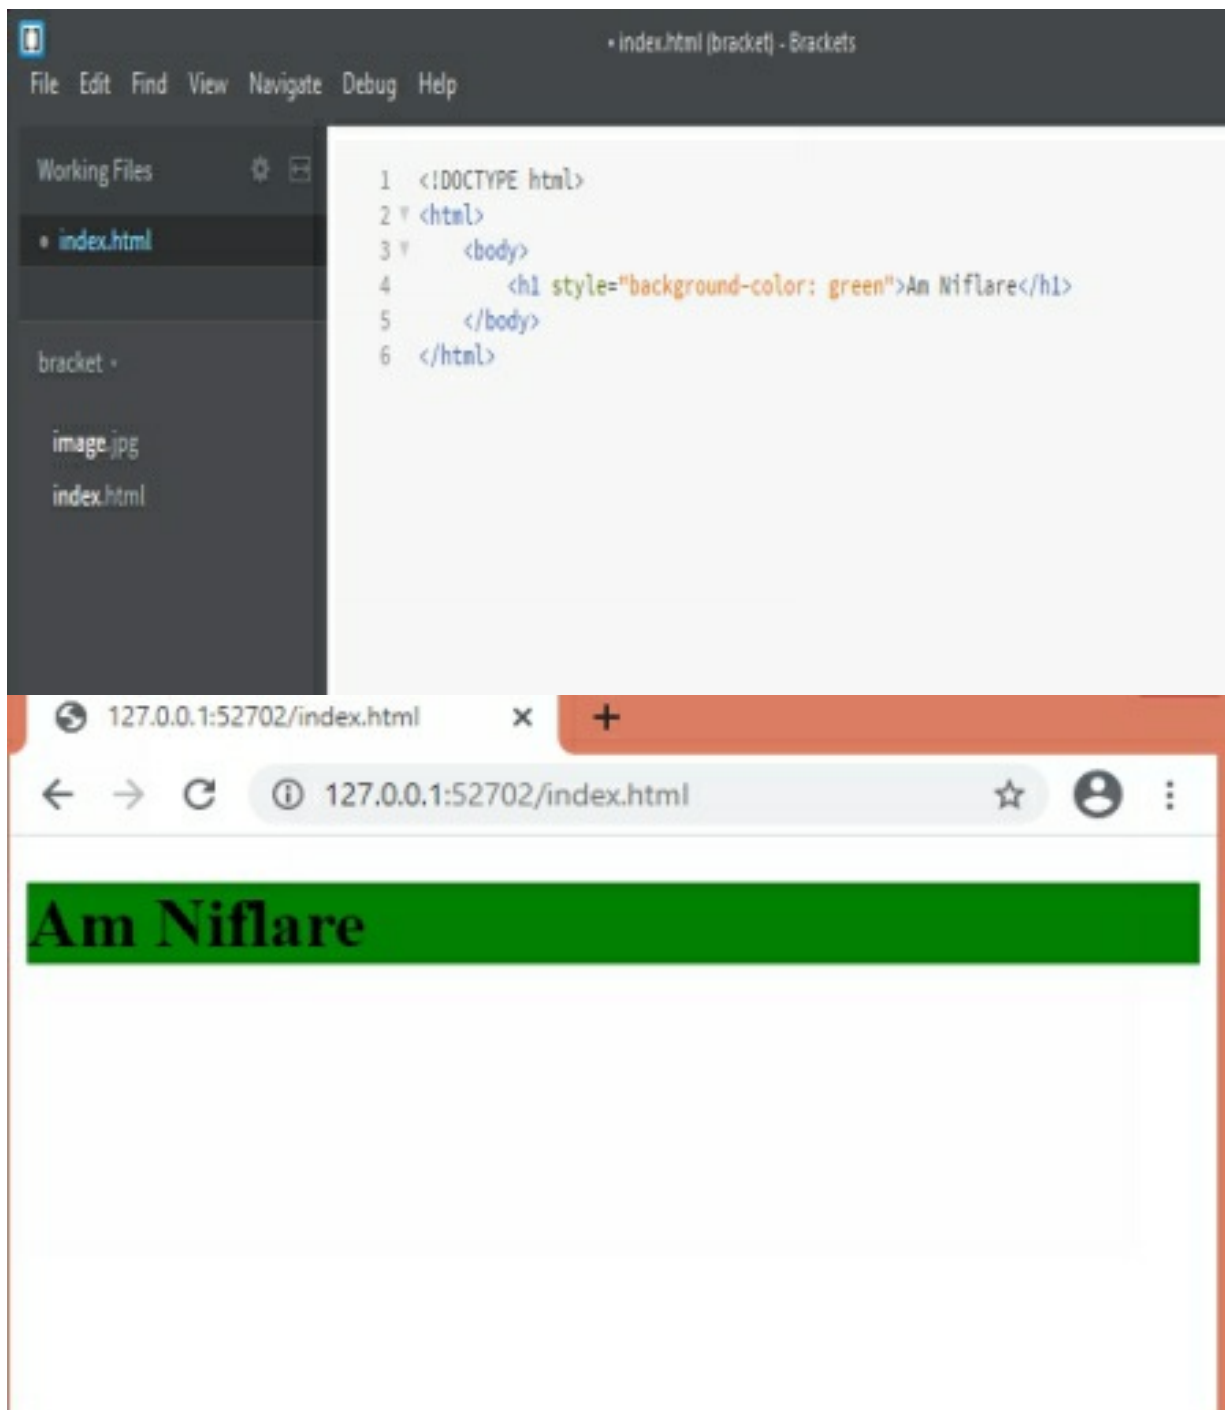 • index.html (bracket) - Brackets
File Edit Find View Navigate Debug Help
Working Files
• index.html
bracket
image.jpg
index.html
1 <!DOCTYPE html>
2 <html>
3 <body>
4 <h1 style="background-color: green">Am Niflare</h1>
5 </body>
6 </html>
127.0.0.1:52702/index.html
127.0.0.1:52702/index.html
Am Niflare